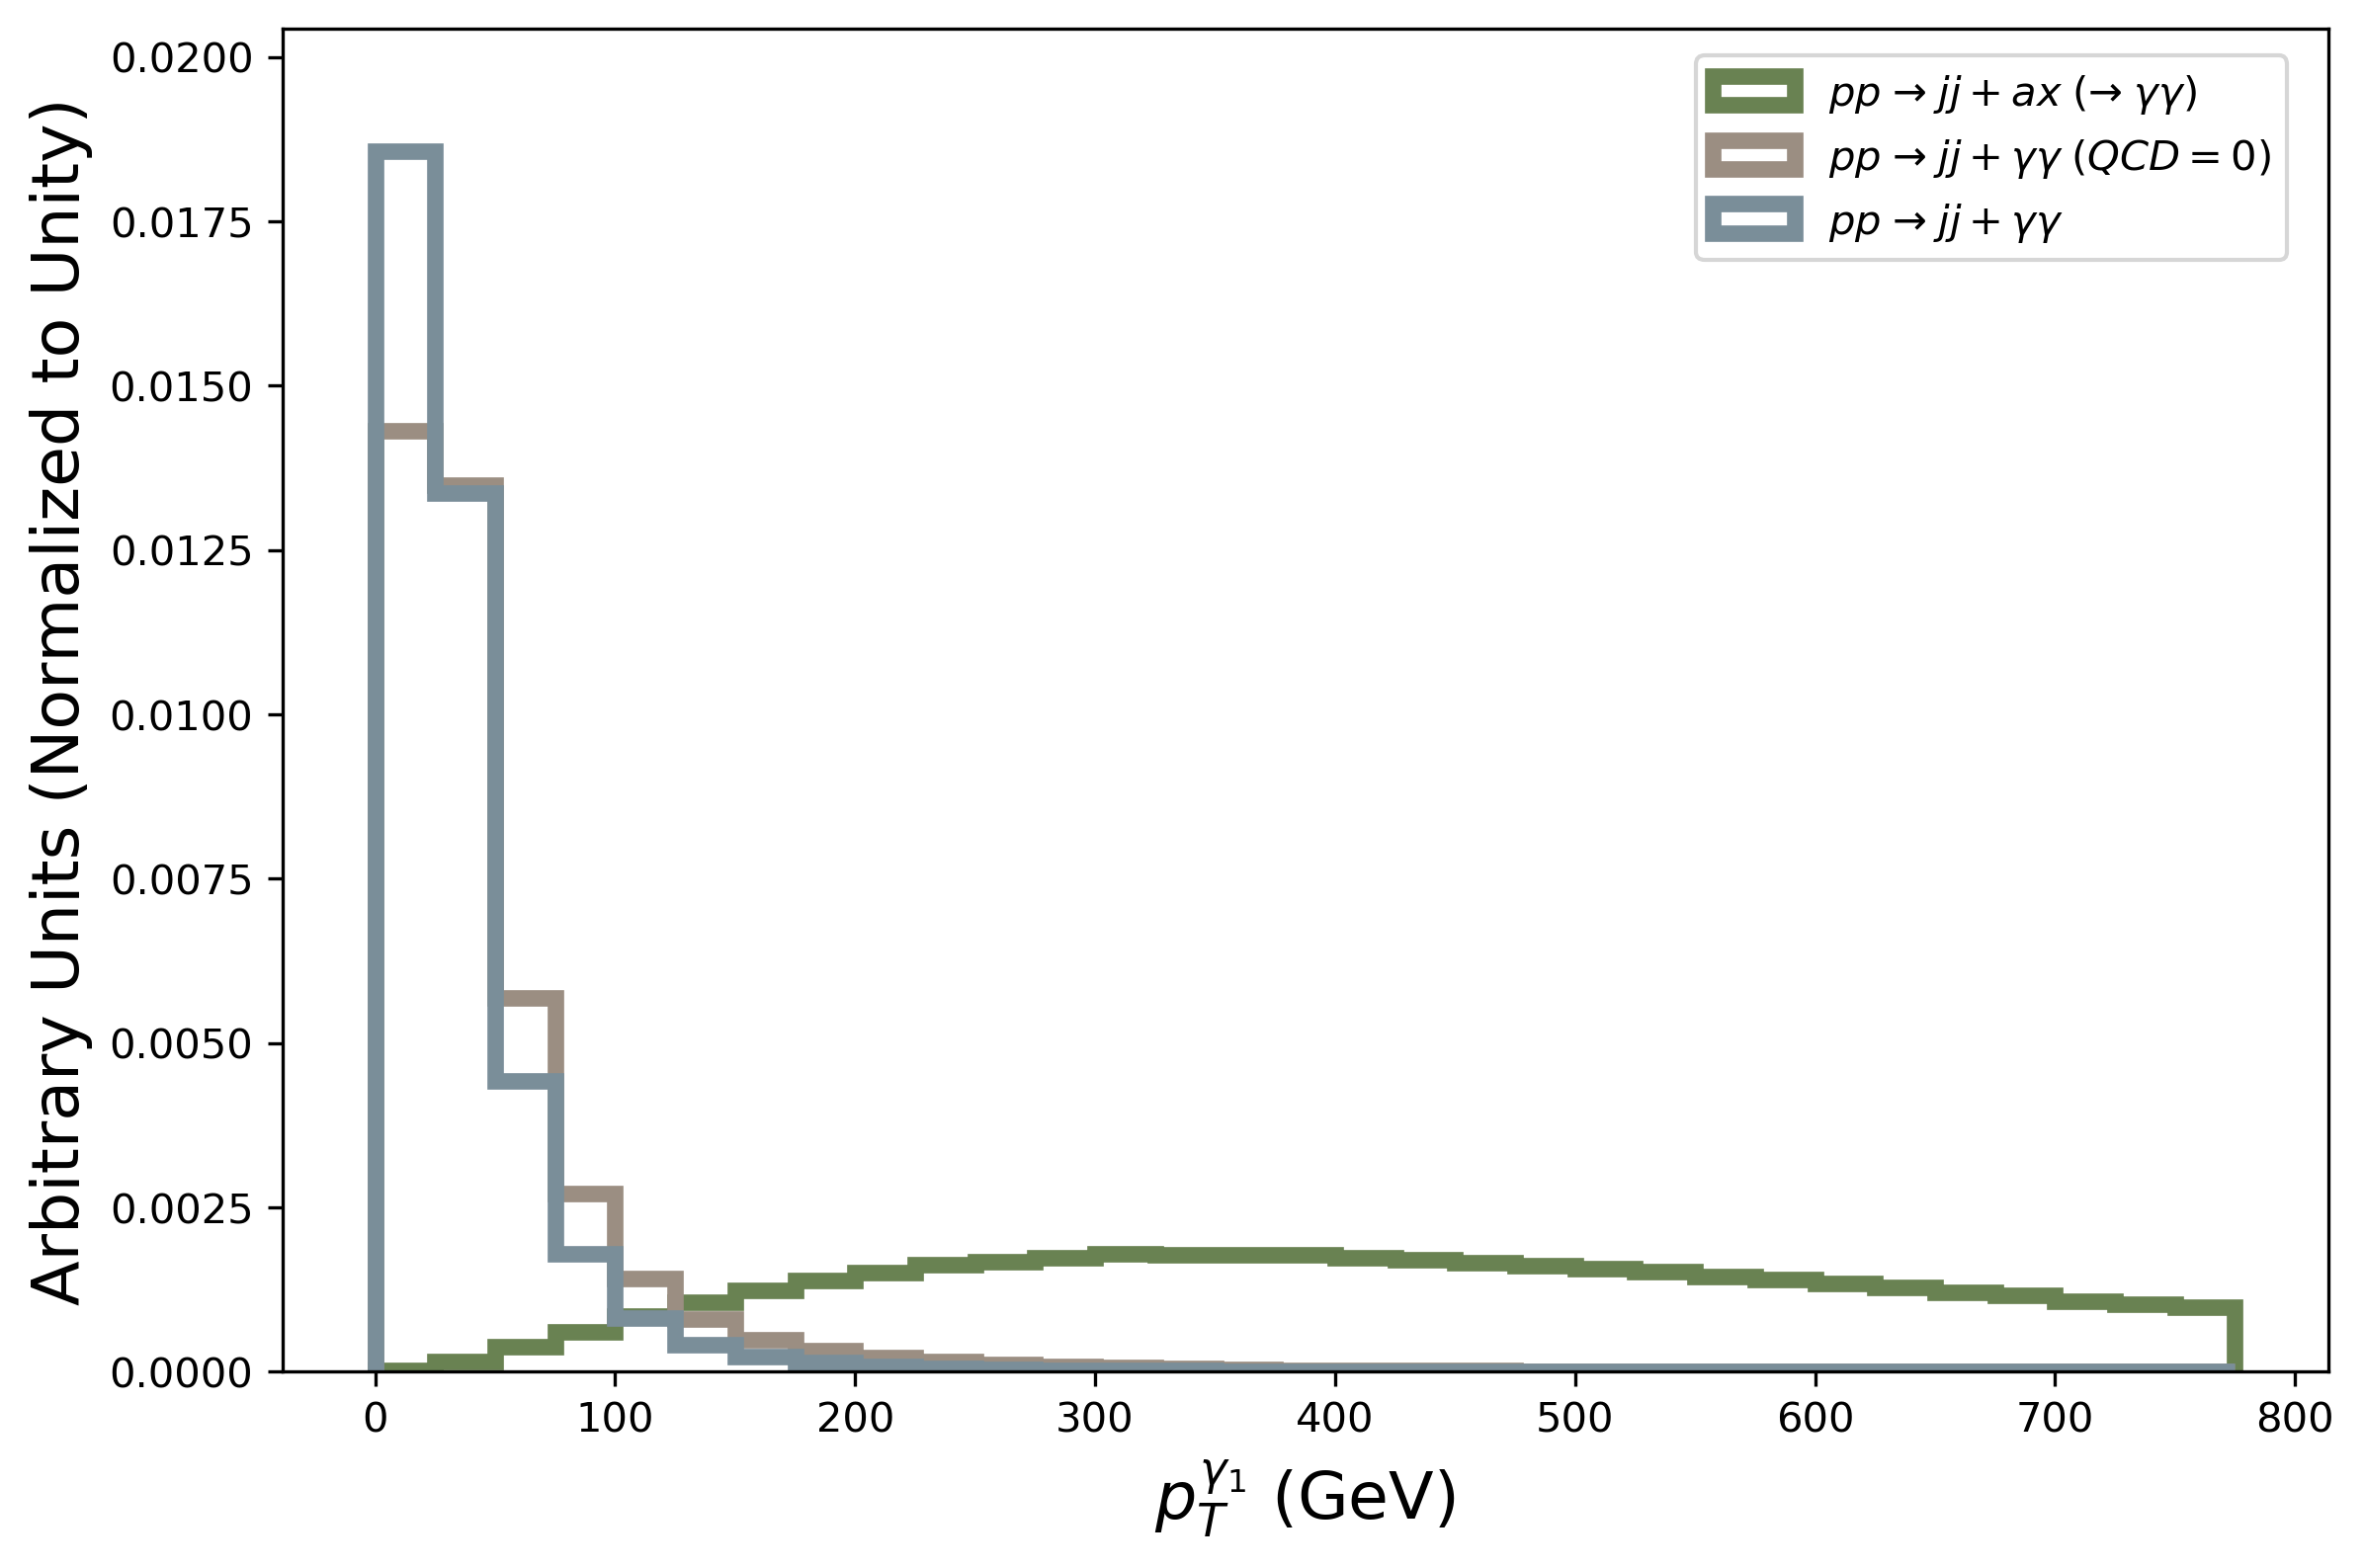 Arbitrary Units (Normalized to Unity)
0.0200
0.0175
0.0150
0.0125
0.0100
0.0075
0.0050
0.0025
0.0000
pp → jj + ax (→ γγ)
pp → jj + γγ (QCD = 0)
pp → jj + γγ
0 100 200 300 400 500 600 700 800
p_T^{γ_1} (GeV)